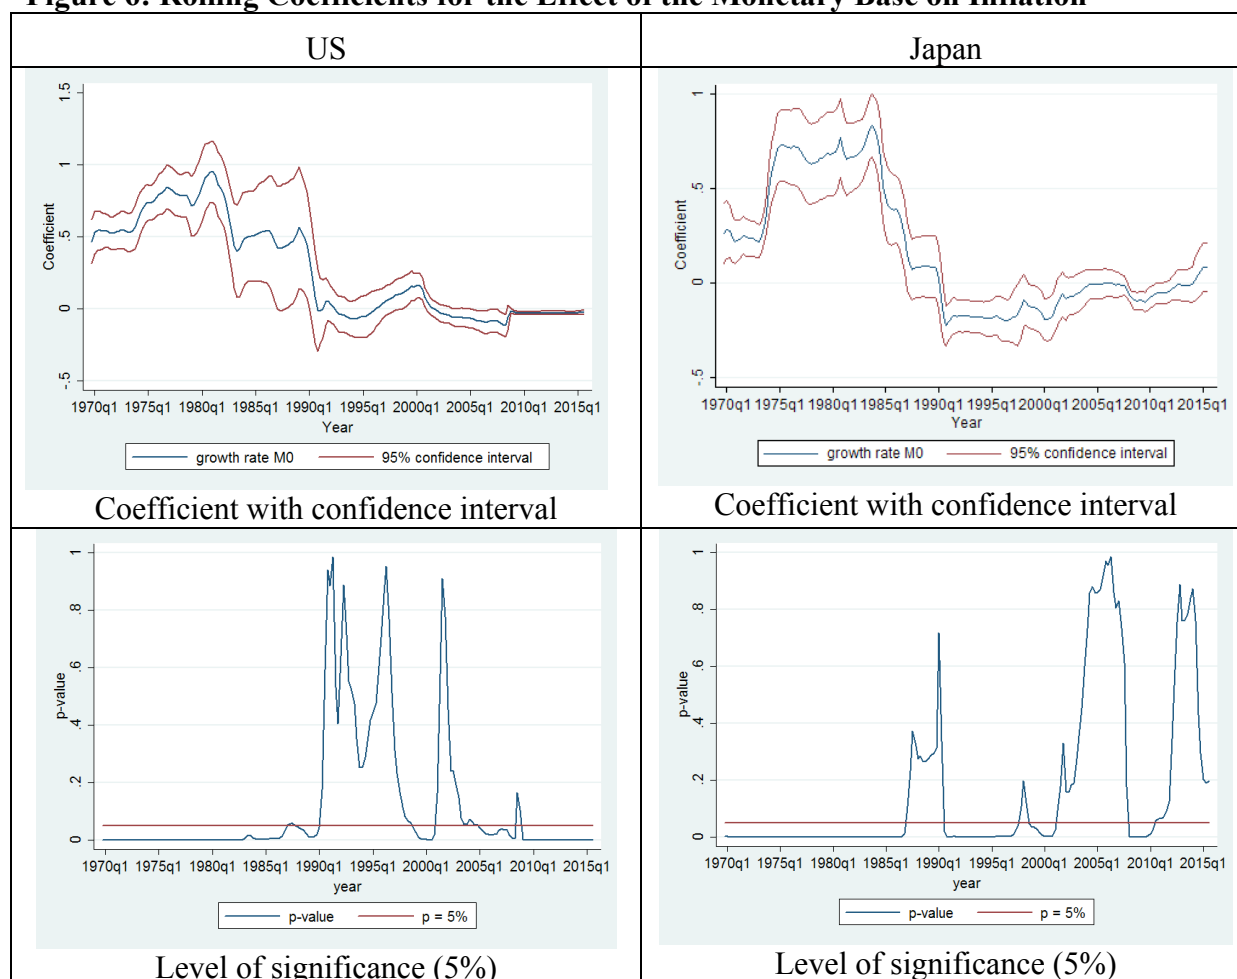 Figure 6: Rolling Coefficients for the Effect of the Monetary Base on Inflation
US
Japan
1.5
1
.5
0
-.5
Coefficient
1970q1 1975q1 1980q1 1985q1 1990q1 1995q1 2000q1 2005q1 2010q1 2015q1
Year
growth rate M0
95% confidence interval
Coefficient with confidence interval
1
.5
0
-.5
Coefficient
1970q1 1975q1 1980q1 1985q1 1990q1 1995q1 2000q1 2005q1 2010q1 2015q1
Year
growth rate M0
95% confidence interval
Coefficient with confidence interval
1
.8
.6
.4
.2
0
p-value
1970q1 1975q1 1980q1 1985q1 1990q1 1995q1 2000q1 2005q1 2010q1 2015q1
year
p-value
p = 5%
Level of significance (5%)
1
.8
.6
.4
.2
0
p-value
1970q1 1975q1 1980q1 1985q1 1990q1 1995q1 2000q1 2005q1 2010q1 2015q1
year
p-value
p = 5%
Level of significance (5%)